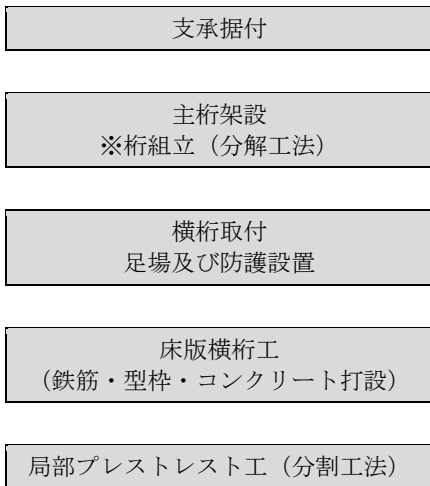 支承据付
主桁架設
※桁組立（分解工法）
横桁取付
足場及び防護設置
床版横桁工
（鉄筋・型枠・コンクリート打設）
局部プレストレスト工（分割工法）